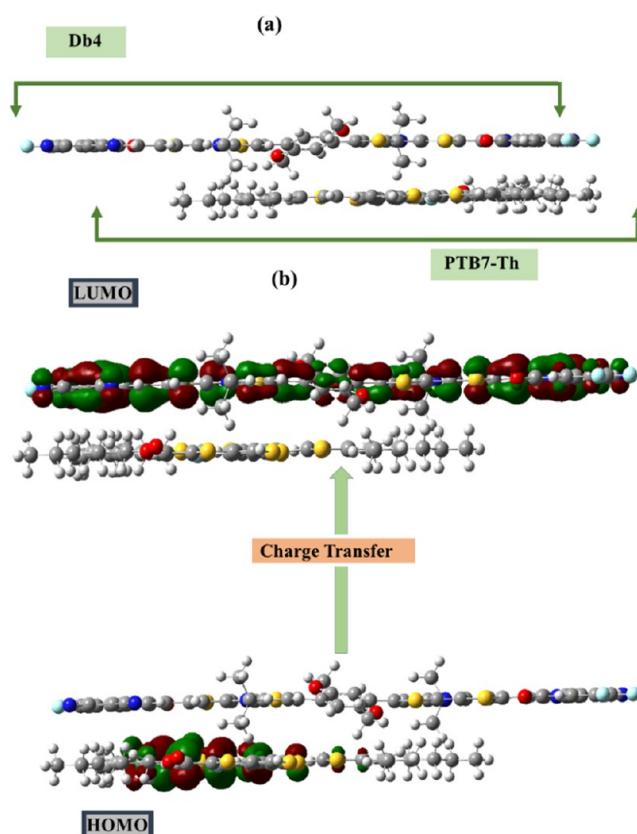 (a)
Db4
PTB7-Th
(b)
LUMO
Charge Transfer
HOMO